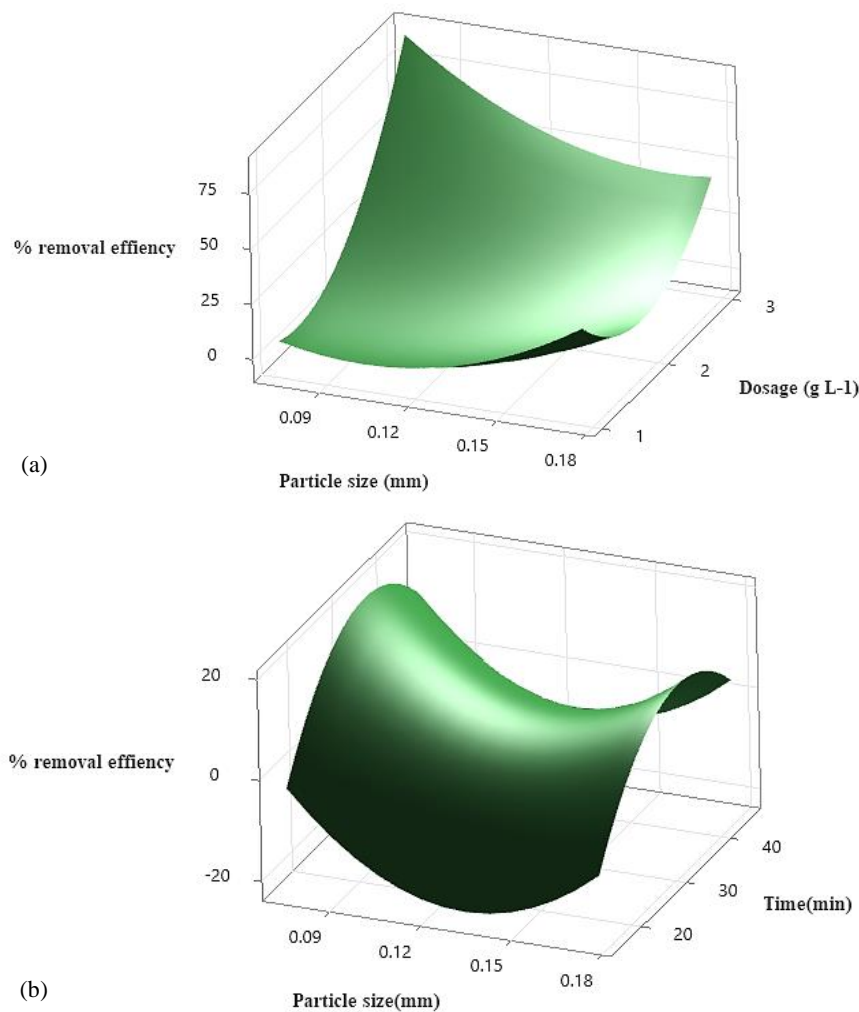 75
50
25
0
% removal effiency
0.09
0.12
0.15
0.18
Particle size (mm)
1
2
3
Dosage (g L-1)
(a)
20
0
-20
% removal effiency
0.09
0.12
0.15
0.18
Particle size(mm)
20
30
40
Time(min)
(b)